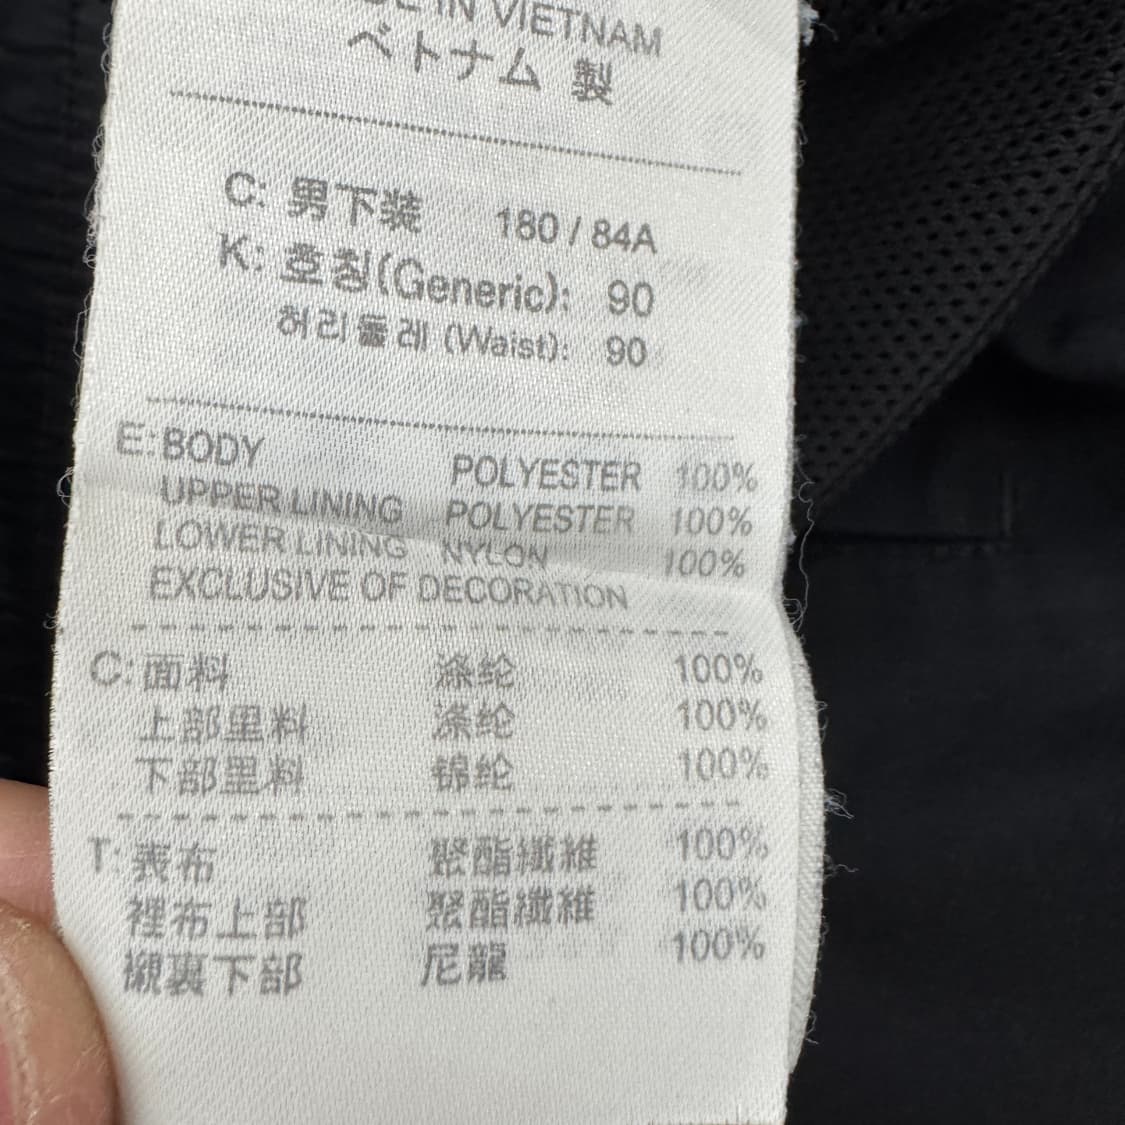 IN VIETNAM
ベトナム 製
C: 男下装 180 / 84A
K: 호칭(Generic): 90
허리둘레 (Waist): 90
E: BODY POLYESTER 100%
UPPER LINING POLYESTER 100%
LOWER LINING NYLON 100%
EXCLUSIVE OF DECORATION
C: 面料 涤纶 100%
上部里料 涤纶 100%
下部里料 锦纶 100%
T: 表布 聚酯纖維 100%
裡布上部 聚酯纖維 100%
襯裏下部 尼龍 100%